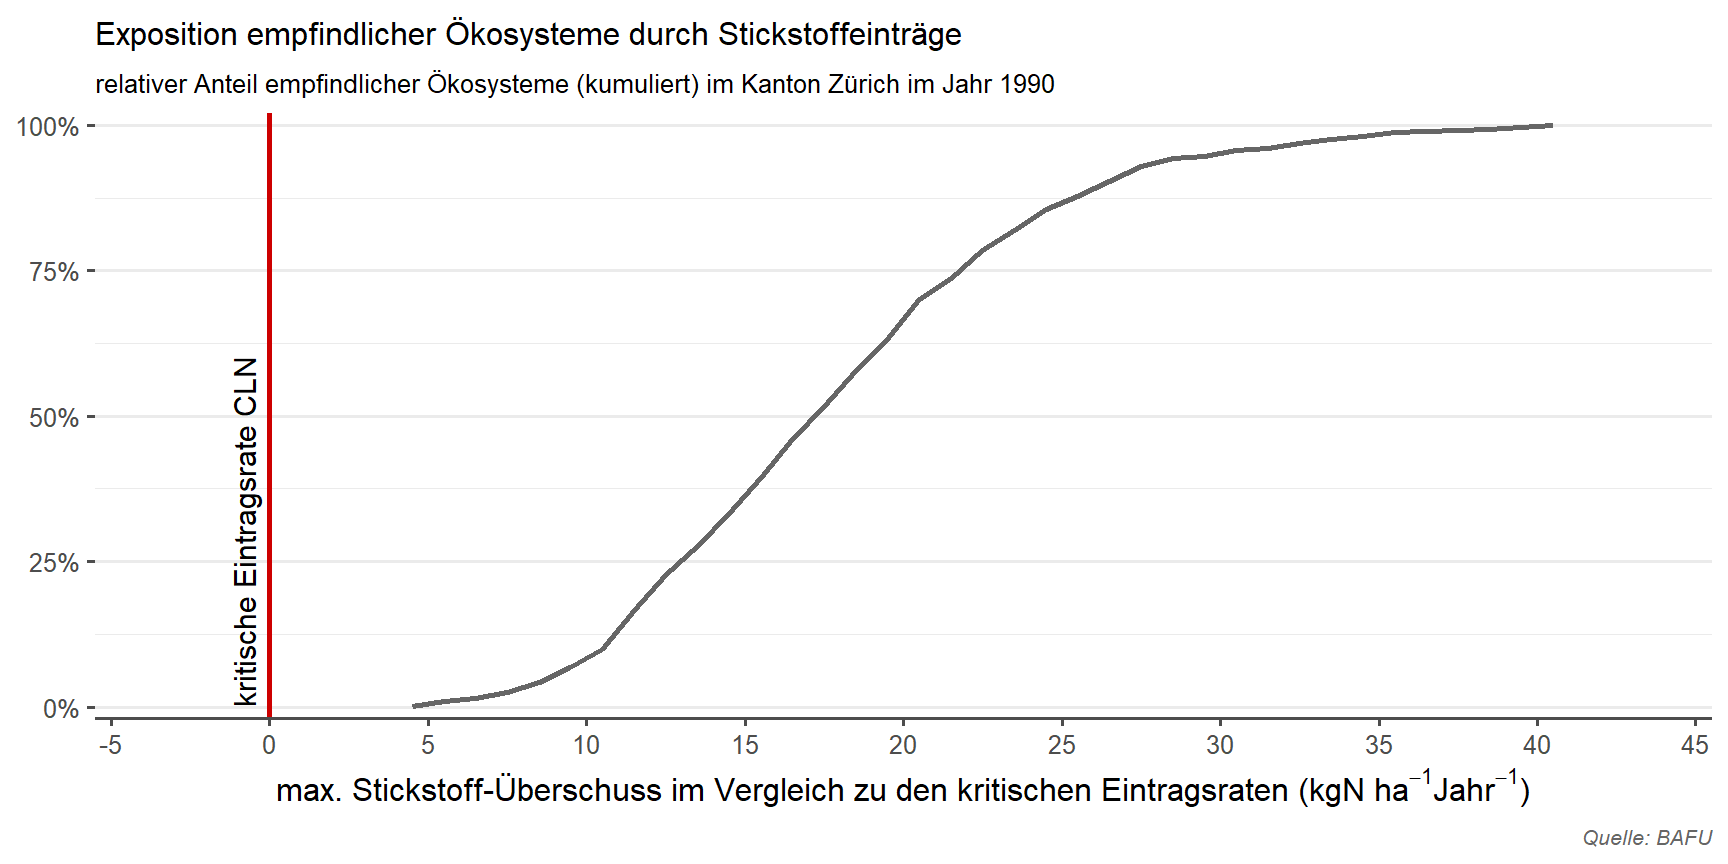 Exposition empfindlicher Ökosysteme durch Stickstoffeinträge
relativer Anteil empfindlicher Ökosysteme (kumuliert) im Kanton Zürich im Jahr 1990
100%
75%
50%
25%
0%
kritische Eintragsrate CLN
-5 0 5 10 15 20 25 30 35 40 45
max. Stickstoff-Überschuss im Vergleich zu den kritischen Eintragsraten (kgN ha⁻¹Jahr⁻¹)
Quelle: BAFU